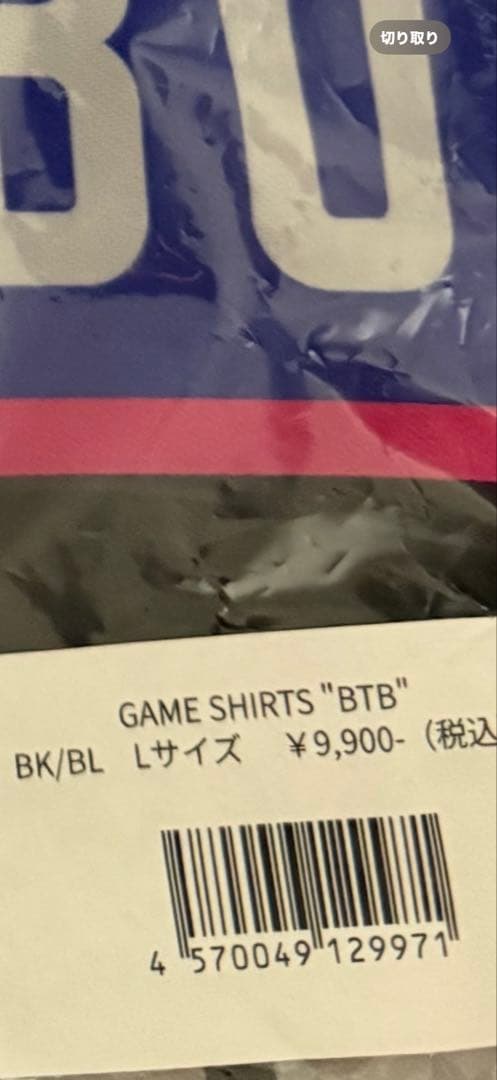 切り取り
BU
GAME SHIRTS "BTB"
BK/BL Lサイズ ￥9,900-（税込
4 570049 129971